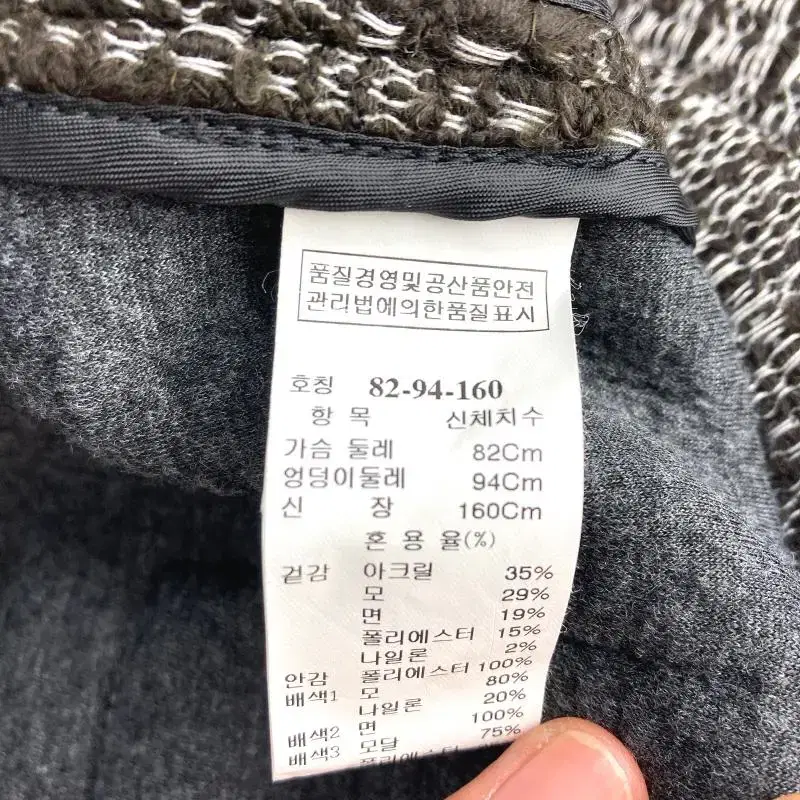 품질경영및공산품안전
관리법에의한품질표시
호칭 82-94-160
항 목 신체치수
가슴 둘레 82Cm
엉덩이둘레 94Cm
신 장 160Cm
혼 용 율(%)
겉감 아크릴 35%
모 29%
면 19%
폴리에스터 15%
나일론 2%
안감 폴리에스터 100%
배색1 모 80%
나일론 20%
배색2 면 100%
배색3 모달 75%
폴리에스터